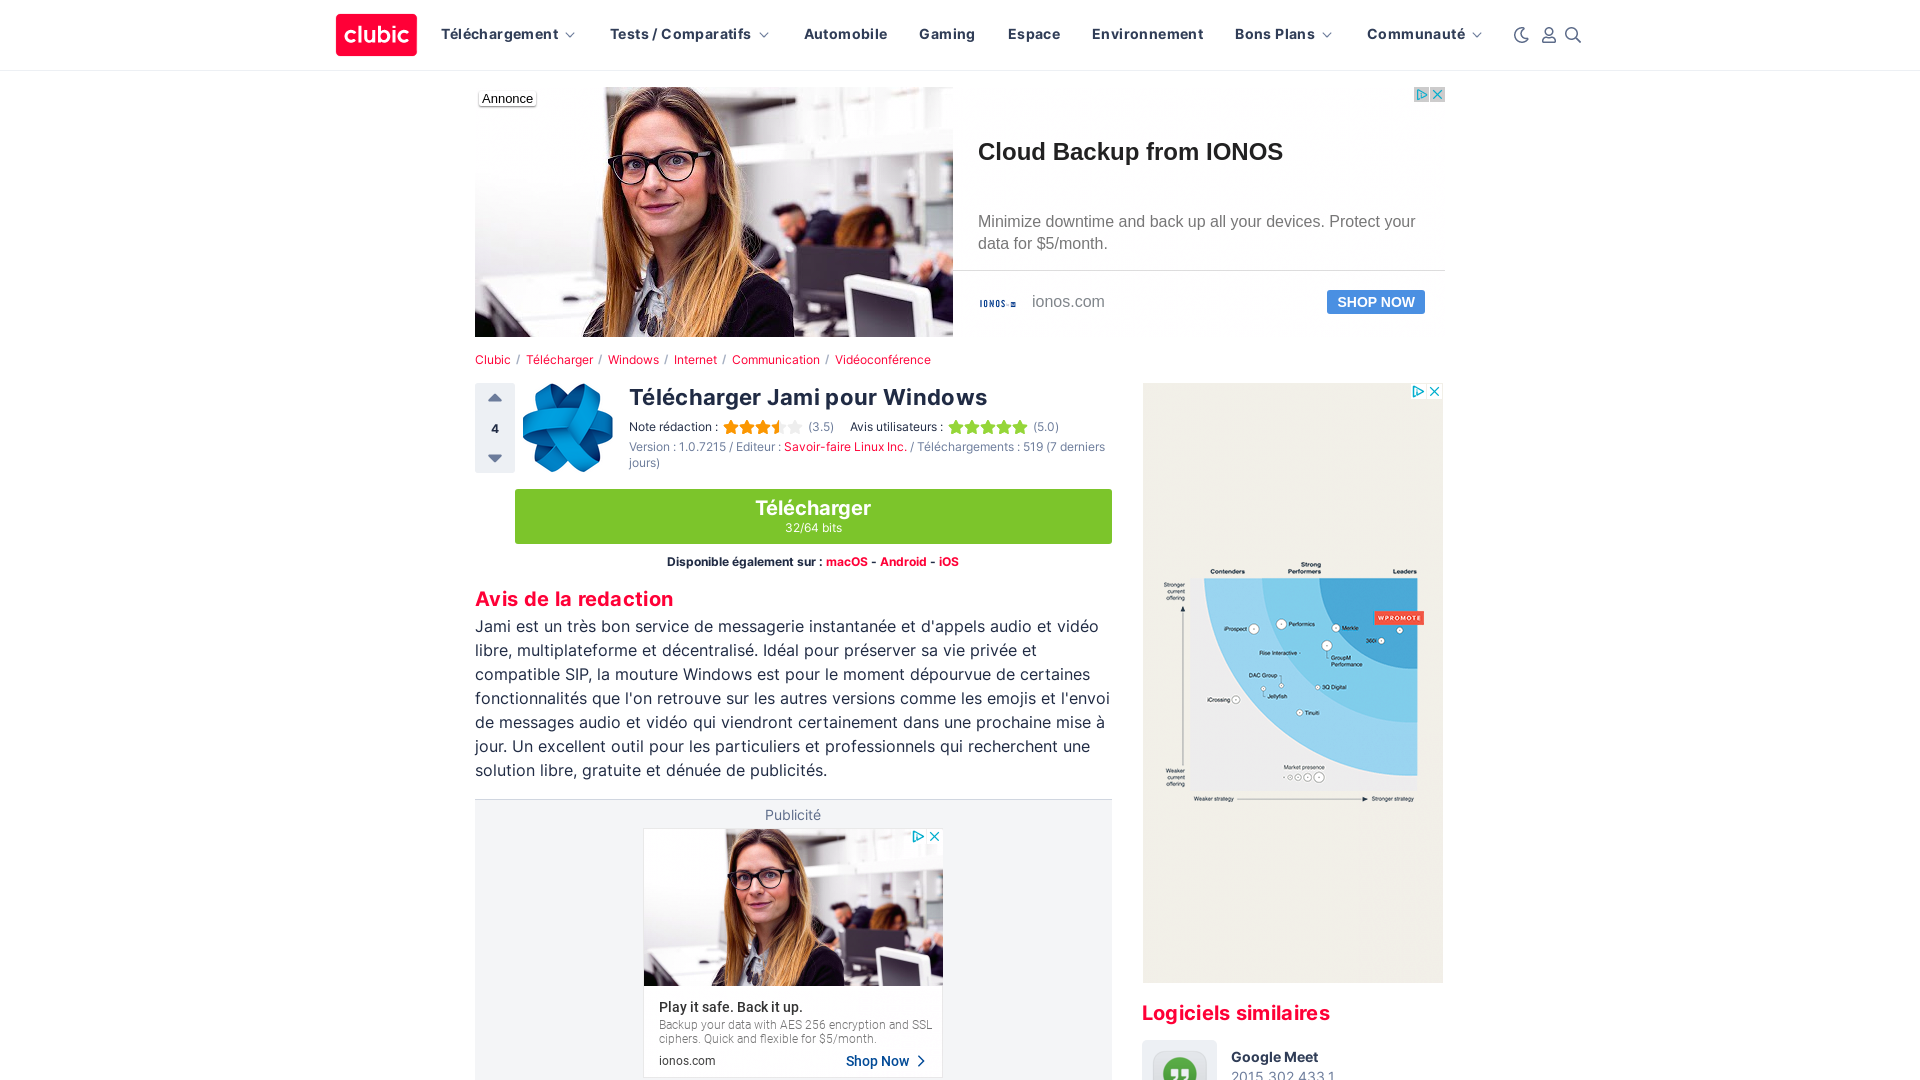 clubic
Téléchargement
Tests / Comparatifs
Automobile
Gaming
Espace
Environnement
Bons Plans
Communauté
Annonce
Cloud Backup from IONOS
Minimize downtime and back up all your devices. Protect your
data for $5/month.
IONOS
ionos.com
SHOP NOW
Clubic / Télécharger / Windows / Internet / Communication / Vidéoconférence
4
Télécharger Jami pour Windows
Note rédaction : (3.5) Avis utilisateurs : (5.0)
Version : 1.0.7215 / Editeur : Savoir-faire Linux Inc. / Téléchargements : 519 (7 derniers
jours)
Télécharger
32/64 bits
Disponible également sur : macOS - Android - iOS
Avis de la redaction
Jami est un très bon service de messagerie instantanée et d'appels audio et vidéo
libre, multiplateforme et décentralisé. Idéal pour préserver sa vie privée et
compatible SIP, la mouture Windows est pour le moment dépourvue de certaines
fonctionnalités que l'on retrouve sur les autres versions comme les emojis et l'envoi
de messages audio et vidéo qui viendront certainement dans une prochaine mise à
jour. Un excellent outil pour les particuliers et professionnels qui recherchent une
solution libre, gratuite et dénuée de publicités.
Publicité
Play it safe. Back it up.
Backup your data with AES 256 encryption and SSL
ciphers. Quick and flexible for $5/month.
ionos.com
Shop Now
Contenders
Strong
Performers
Leaders
Stronger
current
offering
WPROMOTE
iProspect
Performics
Merkle
360i
Rise Interactive
GroupM
Performance
DAC Group
3Q Digital
Jellyfish
iCrossing
Tinuiti
Market presence
Weaker
current
offering
Weaker strategy
Stronger strategy
Logiciels similaires
Google Meet
2015.302.433.1